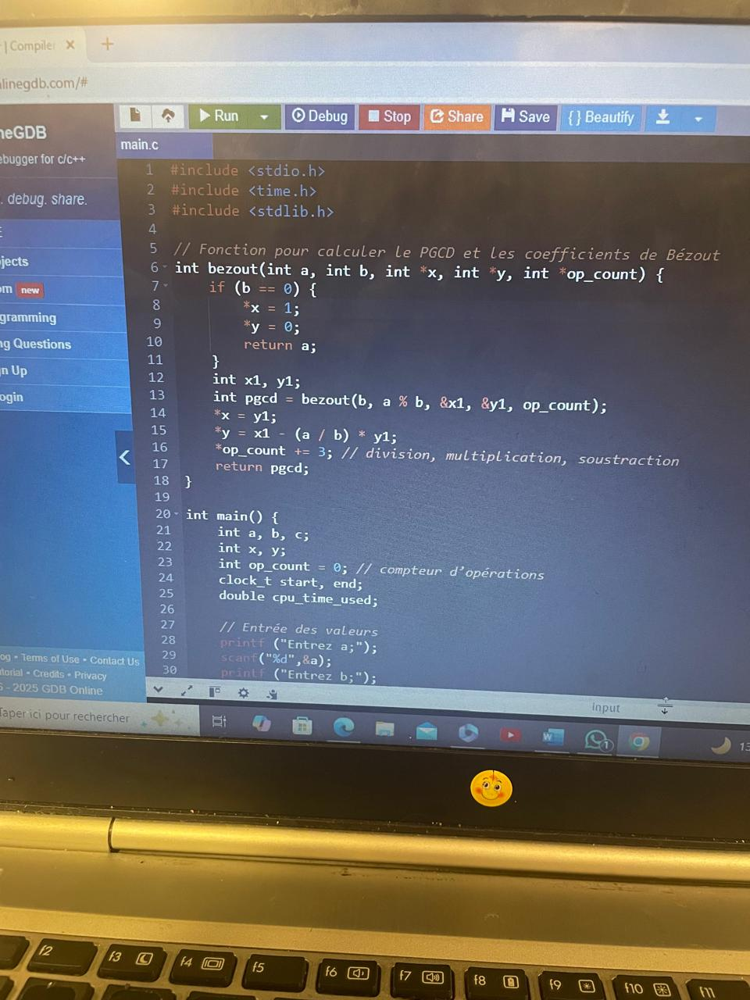 | Compiler
linegdb.com/#
neGDB
ebugger for c/c++
. debug. share.
E
jects
m new
gramming
ng Questions
n Up
ogin
og • Terms of Use • Contact Us
torial • Credits • Privacy
- 2025 GDB Online
Run
Debug
Stop
Share
Save
{ } Beautify
main.c
1 #include <stdio.h>
2 #include <time.h>
3 #include <stdlib.h>
4
5 // Fonction pour calculer le PGCD et les coefficients de Bézout
6 int bezout(int a, int b, int *x, int *y, int *op_count) {
7 if (b == 0) {
8 *x = 1;
9 *y = 0;
10 return a;
11 }
12 int x1, y1;
13 int pgcd = bezout(b, a % b, &x1, &y1, op_count);
14 *x = y1;
15 *y = x1 - (a / b) * y1;
16 *op_count += 3; // division, multiplication, soustraction
17 return pgcd;
18 }
19
20 int main() {
21 int a, b, c;
22 int x, y;
23 int op_count = 0; // compteur d'opérations
24 clock_t start, end;
25 double cpu_time_used;
26
27 // Entrée des valeurs
28 printf ("Entrez a;");
29 scanf("%d",&a);
30 printf ("Entrez b;");
input
Taper ici pour rechercher
1
13
f2
f3
f4
f5
f6
f7
f8
f9
f10
f11